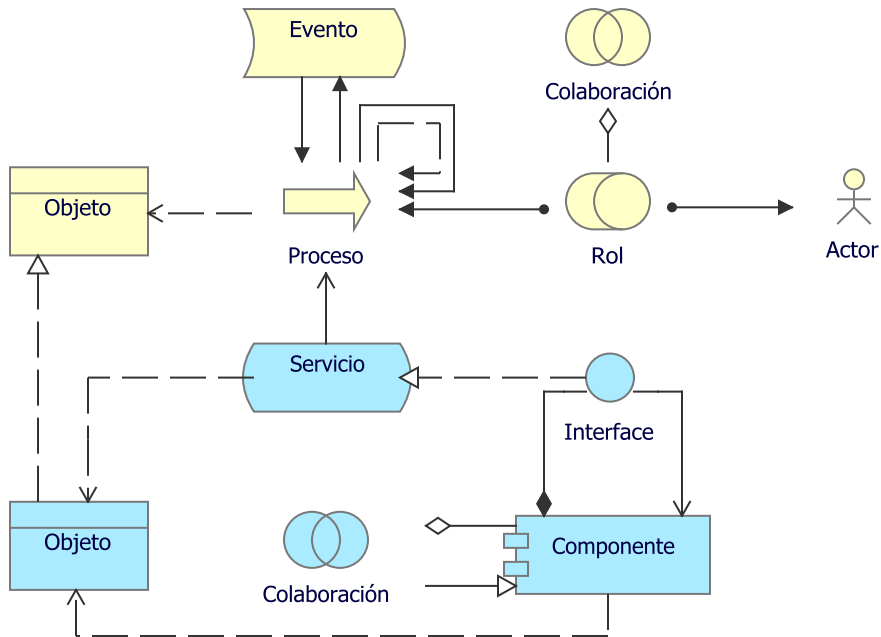 Evento
Colaboración
Objeto
Proceso
Rol
Actor
Servicio
Interface
Objeto
Componente
Colaboración